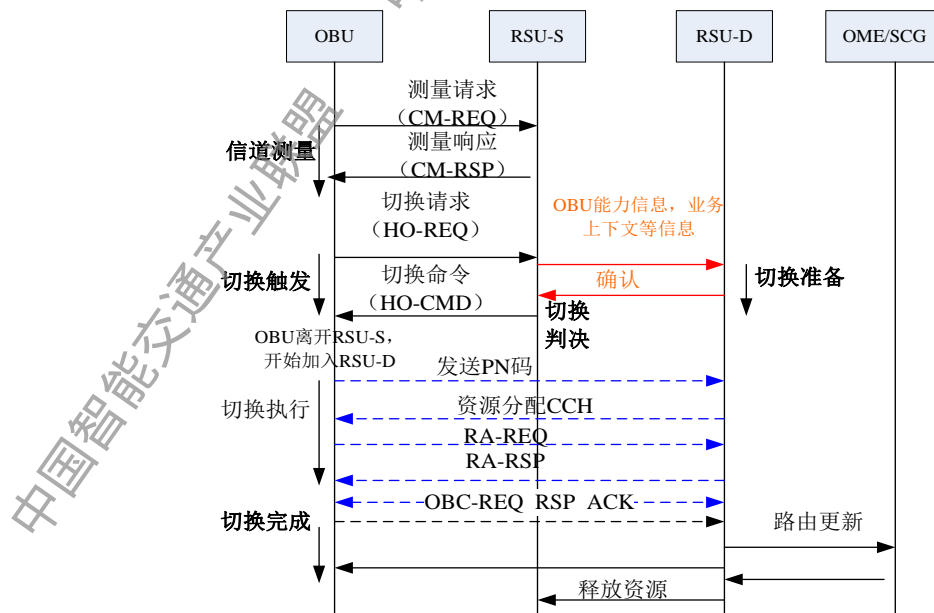 OBU
RSU-S
RSU-D
OME/SCG
测量请求
（CM-REQ）
信道测量
测量响应
（CM-RSP）
切换请求
（HO-REQ）
OBU能力信息，业务
上下文等信息
切换触发
切换命令
（HO-CMD）
确认
切换准备
切换
判决
OBU离开RSU-S，
开始加入RSU-D
发送PN码
切换执行
资源分配CCH
RA-REQ
RA-RSP
OBC-REQ RSP ACK
切换完成
路由更新
释放资源
中国智能交通产业联盟